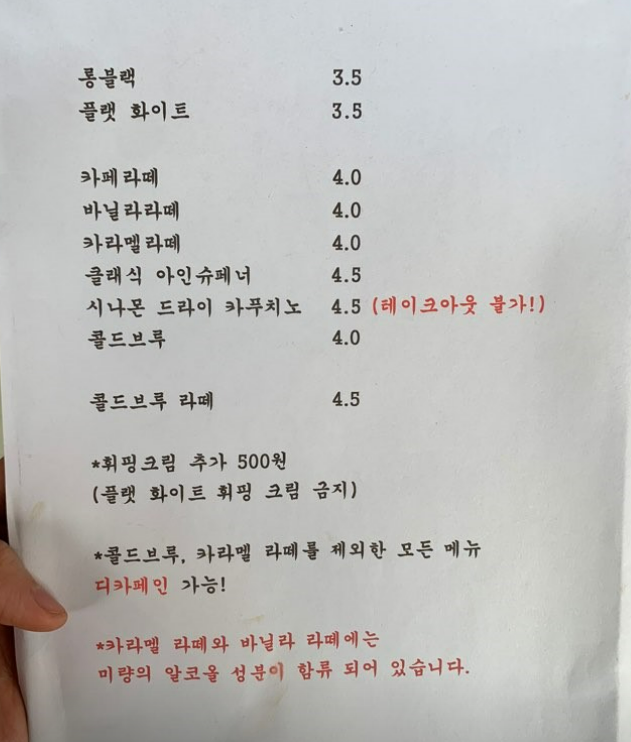 롱블랙 3.5
플랫 화이트 3.5
카페라떼 4.0
바닐라라떼 4.0
카라멜라떼 4.0
클래식 아인슈페너 4.5
시나몬 드라이 카푸치노 4.5 (테이크아웃 불가!)
콜드브루 4.0
콜드브루 라떼 4.5
*휘핑크림 추가 500원
(플랫 화이트 휘핑 크림 금지)
*콜드브루, 카라멜 라떼를 제외한 모든 메뉴
디카페인 가능!
*카라멜 라떼와 바닐라 라떼에는
미량의 알코올 성분이 함류 되어 있습니다.